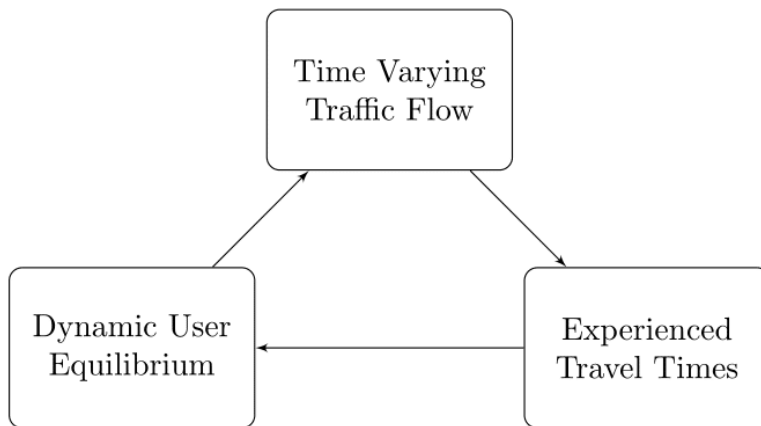 Time Varying
Traffic Flow
Dynamic User
Equilibrium
Experienced
Travel Times